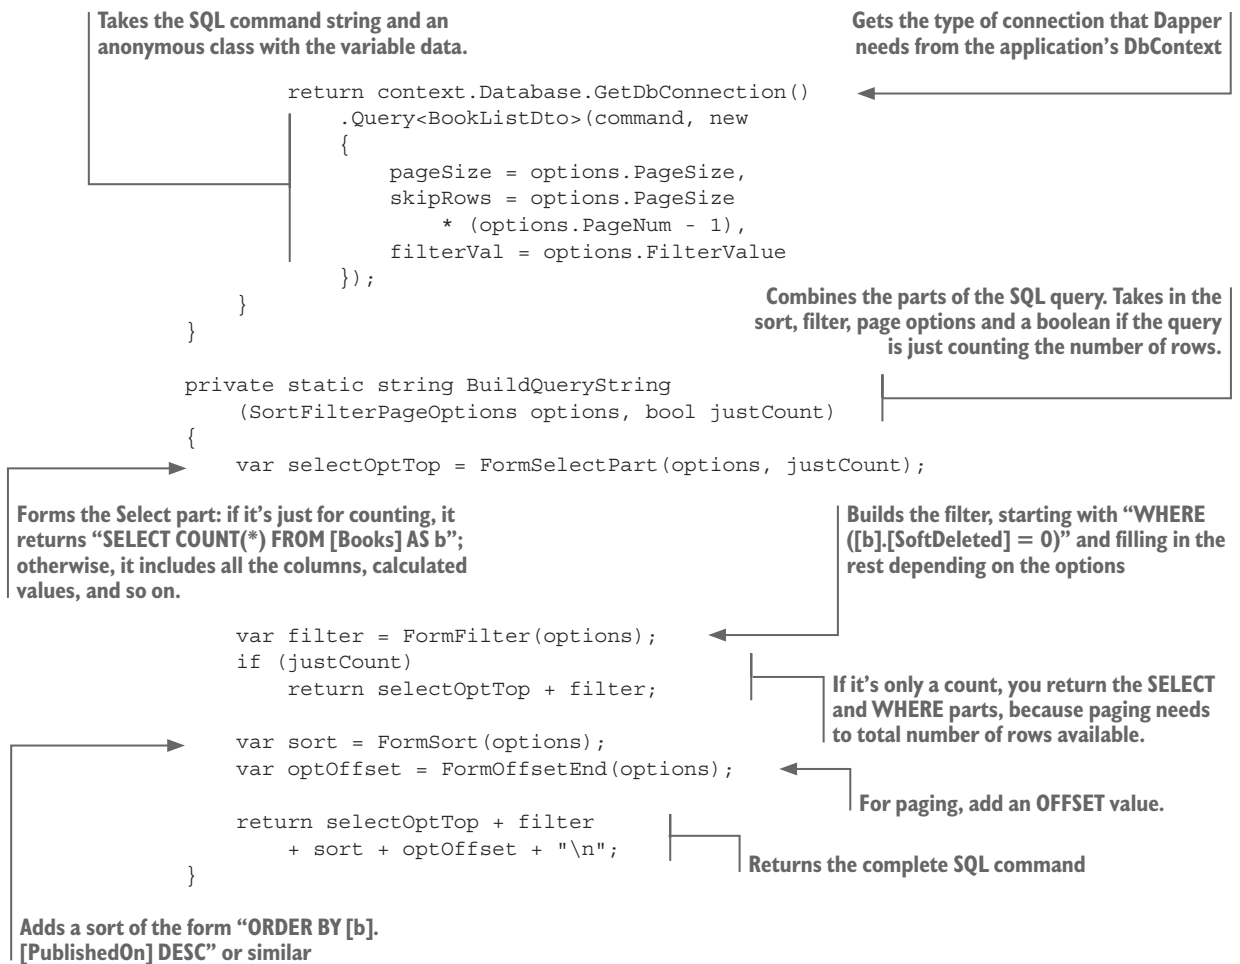 Takes the SQL command string and an
anonymous class with the variable data.
Gets the type of connection that Dapper
needs from the application’s DbContext
return context.Database.GetDbConnection()
.Query<BookListDto>(command, new
{
pageSize = options.PageSize,
skipRows = options.PageSize
* (options.PageNum - 1),
filterVal = options.FilterValue
});
}
}
Combines the parts of the SQL query. Takes in the
sort, filter, page options and a boolean if the query
is just counting the number of rows.
private static string BuildQueryString
(SortFilterPageOptions options, bool justCount)
{
var selectOptTop = FormSelectPart(options, justCount);
Forms the Select part: if it’s just for counting, it
returns “SELECT COUNT(*) FROM [Books] AS b”;
otherwise, it includes all the columns, calculated
values, and so on.
Builds the filter, starting with “WHERE
([b].[SoftDeleted] = 0)” and filling in the
rest depending on the options
var filter = FormFilter(options);
if (justCount)
return selectOptTop + filter;
If it’s only a count, you return the SELECT
and WHERE parts, because paging needs
to total number of rows available.
var sort = FormSort(options);
var optOffset = FormOffsetEnd(options);
For paging, add an OFFSET value.
return selectOptTop + filter
+ sort + optOffset + "\n";
Returns the complete SQL command
}
Adds a sort of the form “ORDER BY [b].
[PublishedOn] DESC” or similar